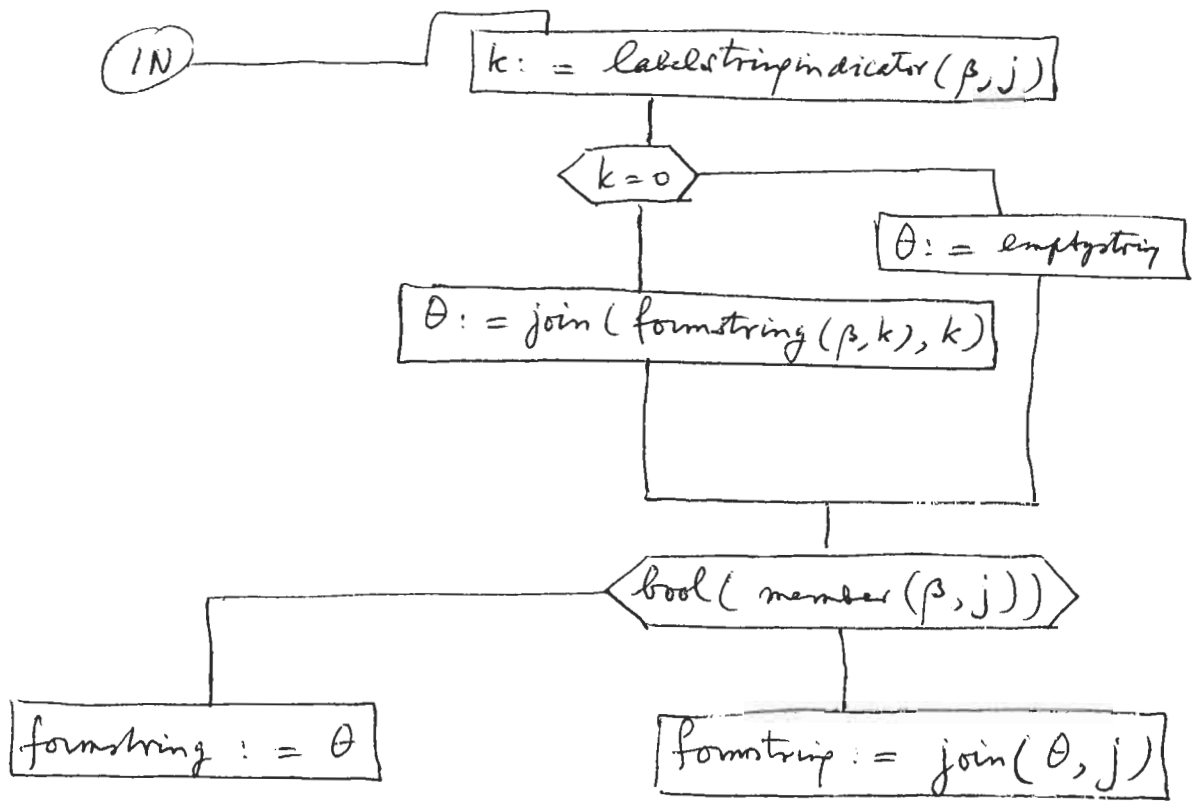 IN
k := labelstringindicator(β, j)
k = 0
θ := emptystring
θ := join(formstring(β, k), k)
bool(member(β, j))
formstring := θ
formstring := join(θ, j)